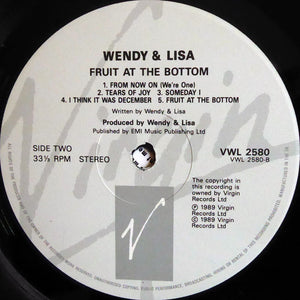 WENDY & LISA
FRUIT AT THE BOTTOM
1. FROM NOW ON (We're One)
2. TEARS OF JOY   3. SOMEDAY I
4. I THINK IT WAS DECEMBER   5. FRUIT AT THE BOTTOM
Written by Wendy & Lisa
Produced by Wendy & Lisa
Published by EMI Music Publishing Ltd
SIDE TWO
33⅓ RPM   STEREO
VWL 2580
VWL 2580-B
The copyright in
this recording is
owned by Virgin
Records Ltd
℗ 1989 Virgin
Records Ltd
© 1989 Virgin
Records Ltd
Virgin